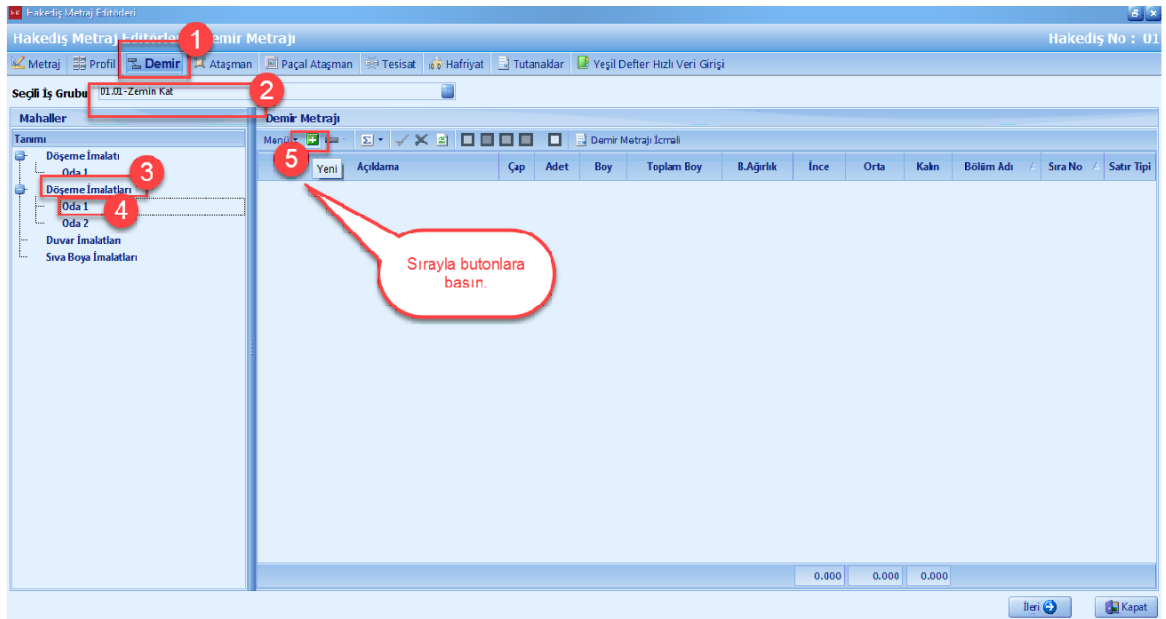 Hakediş Metraj Editörleri
Hakediş Metraj Editörle 1 emir Metrajı Hakediş No : 01
Metraj Profil Demir Ataşman Paçal Ataşman Tesisat Hafriyat Tutanaklar Yeşil Defter Hızlı Veri Girişi
Seçili İş Grubu 01.01-Zemin Kat 2
Mahaller Demir Metrajı
Tanımı Menü Demir Metrajı İcmali
5 Yeni Açıklama Çap Adet Boy Toplam Boy B.Ağırlık İnce Orta Kalın Bölüm Adı Sıra No Satır Tipi
Döşeme İmalatı
Oda 1 3
Döşeme İmalatları
Oda 1 4
Oda 2
Duvar İmalatları
Sıva Boya İmalatları
Sırayla butonlara
basın.
0.000 0.000 0.000
İleri Kapat